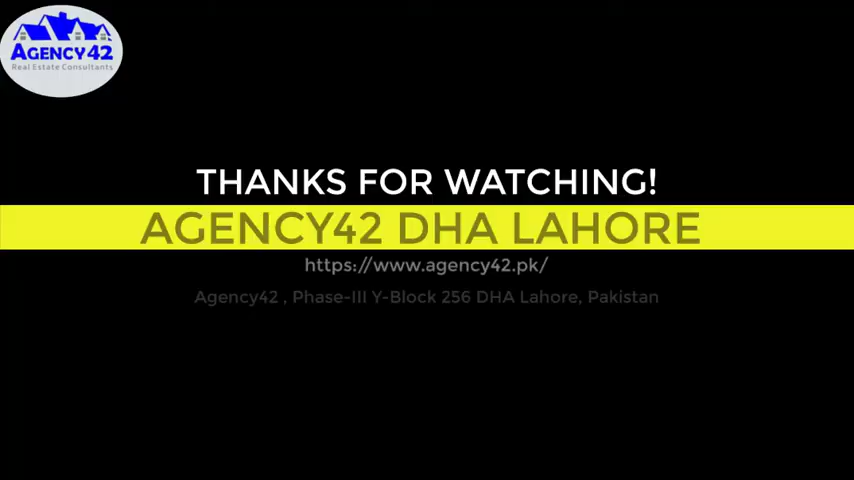 AGENCY42
Real Estate Consultants
THANKS FOR WATCHING!
AGENCY42 DHA LAHORE
https://www.agency42.pk/
Agency42 , Phase-III Y-Block 256 DHA Lahore, Pakistan